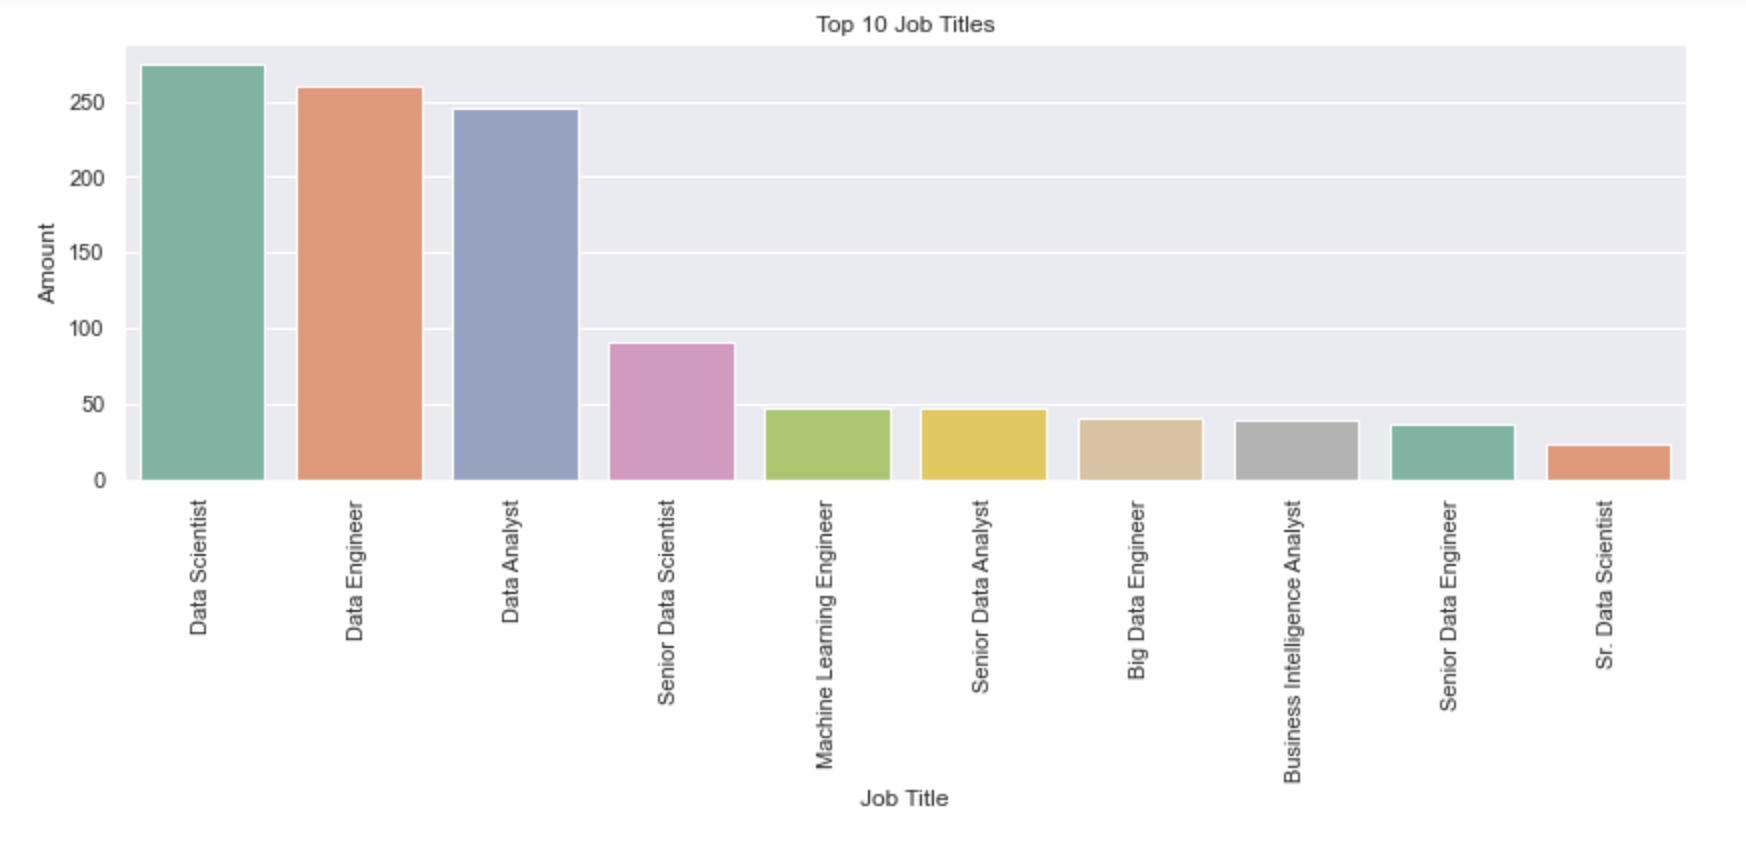 Top 10 Job Titles
Amount
250
200
150
100
50
0
Data Scientist
Data Engineer
Data Analyst
Senior Data Scientist
Machine Learning Engineer
Senior Data Analyst
Big Data Engineer
Business Intelligence Analyst
Senior Data Engineer
Sr. Data Scientist
Job Title